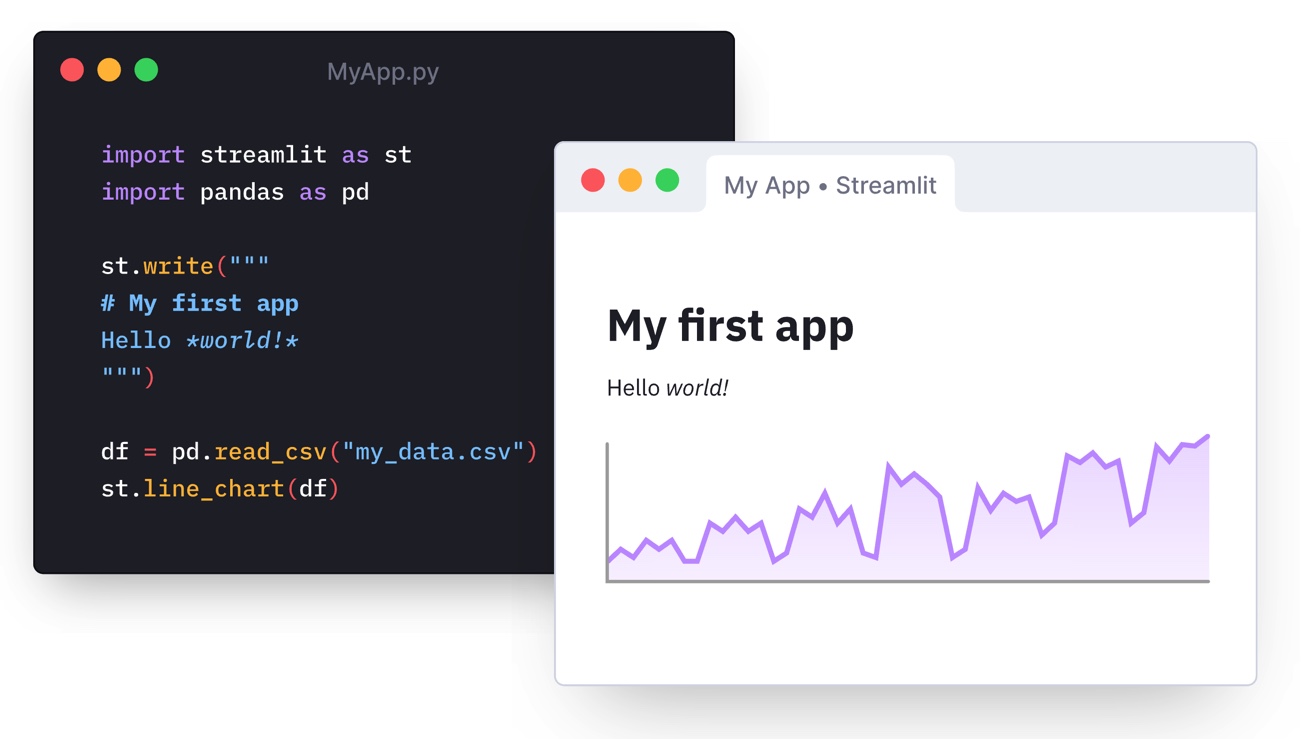 MyApp.py
import streamlit as st
import pandas as pd
st.write("""
# My first app
Hello *world!*
""")
df = pd.read_csv("my_data.csv")
st.line_chart(df)
My App • Streamlit
My first app
Hello world!